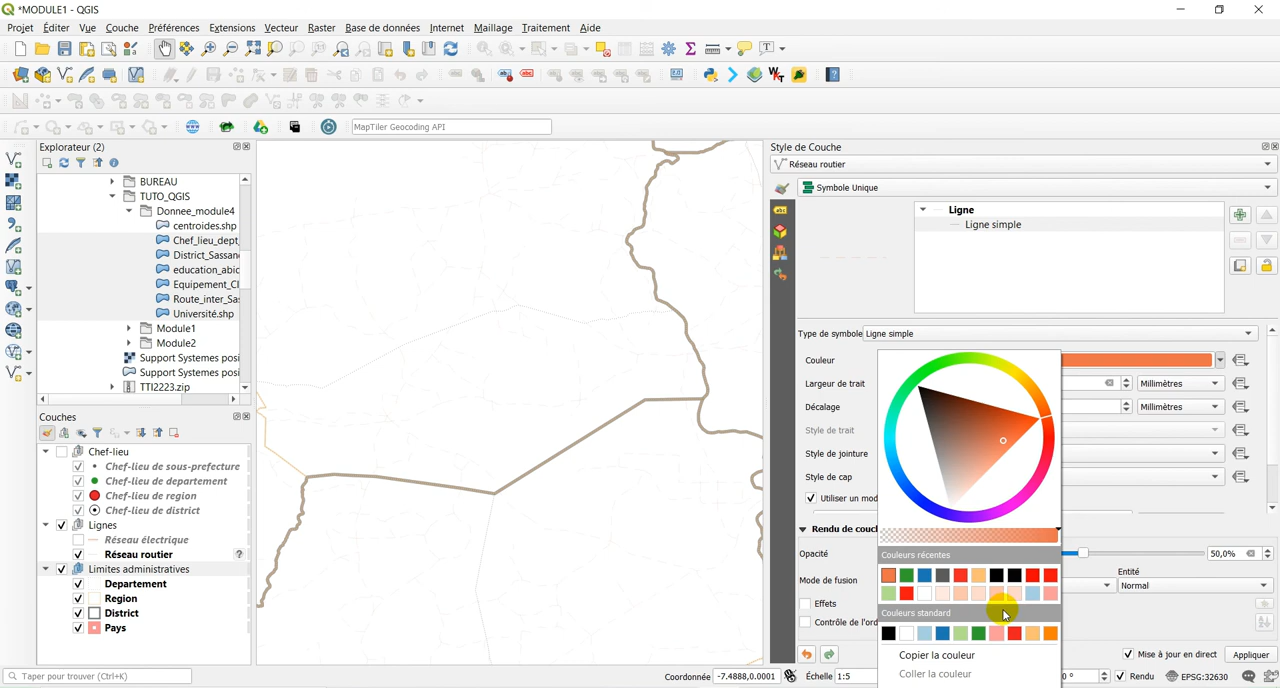 *MODULE1 - QGIS
Projet Éditer Vue Couche Préférences Extensions Vecteur Raster Base de données Internet Maillage Traitement Aide
MapTiler Geocoding API
Explorateur (2)
BUREAU
TUTO_QGIS
Donnee_module4
centroides.shp
Chef_lieu_dept.
District_Sassan
education_abic
Equipement_Cl
Route_inter_Sa
Université.shp
Module1
Module2
Support Systemes posi
Support Systemes posi
TTI2223.zip
Couches
Chef-lieu
Chef-lieu de sous-prefecture
Chef-lieu de departement
Chef-lieu de region
Chef-lieu de district
Lignes
Réseau électrique
Réseau routier ?
Limites administratives
Departement
Region
District
Pays
Style de Couche
Réseau routier
Symbole Unique
Ligne
Ligne simple
Type de symbole Ligne simple
Couleur
Largeur de trait Millimètres
Décalage Millimètres
Style de trait
Style de jointure
Style de cap
Utiliser un mod
Rendu de couc
Opacité 50,0%
Entité
Mode de fusion Normal
Effets
Contrôle de l'ord
Couleurs récentes
Couleurs standard
Copier la couleur
Coller la couleur
Mise à jour en direct Appliquer
Taper pour trouver (Ctrl+K) Coordonnée -7.4888,0.0001 Échelle 1:5 0 ° Rendu EPSG:32630